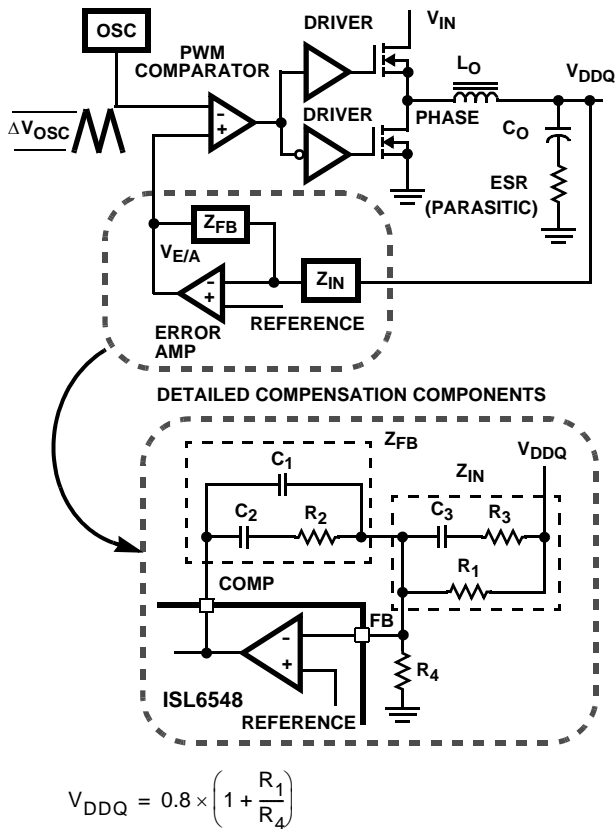 OSC
PWM
COMPARATOR
DRIVER
V_IN
L_O
V_DDQ
ΔV_OSC
-
+
DRIVER
PHASE
C_O
ESR
(PARASITIC)
Z_FB
V_E/A
-
+
Z_IN
ERROR
AMP
REFERENCE
DETAILED COMPENSATION COMPONENTS
Z_FB
V_DDQ
C_1
Z_IN
C_2
R_2
C_3
R_3
R_1
COMP
FB
-
+
R_4
ISL6548
REFERENCE
V_DDQ = 0.8 × (1 + R_1/R_4)